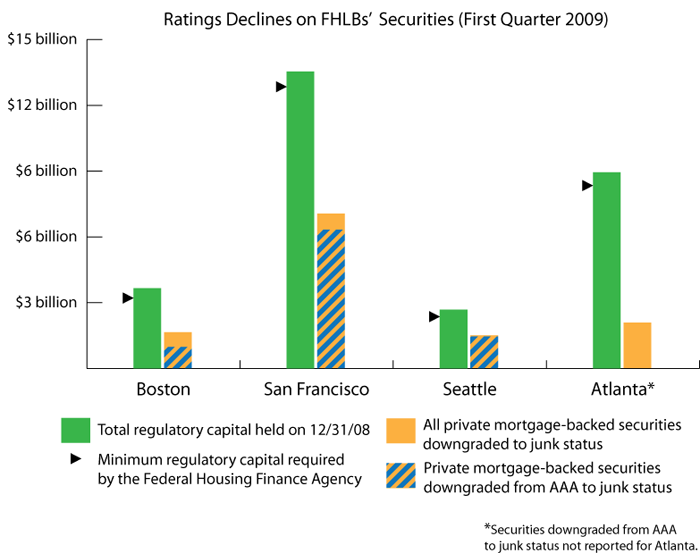 Ratings Declines on FHLBs’ Securities (First Quarter 2009)
$15 billion
$12 billion
$6 billion
$6 billion
$3 billion
Boston
San Francisco
Seattle
Atlanta*
Total regulatory capital held on 12/31/08
Minimum regulatory capital required
by the Federal Housing Finance Agency
All private mortgage-backed securities
downgraded to junk status
Private mortgage-backed securities
downgraded from AAA to junk status
*Securities downgraded from AAA
to junk status not reported for Atlanta.